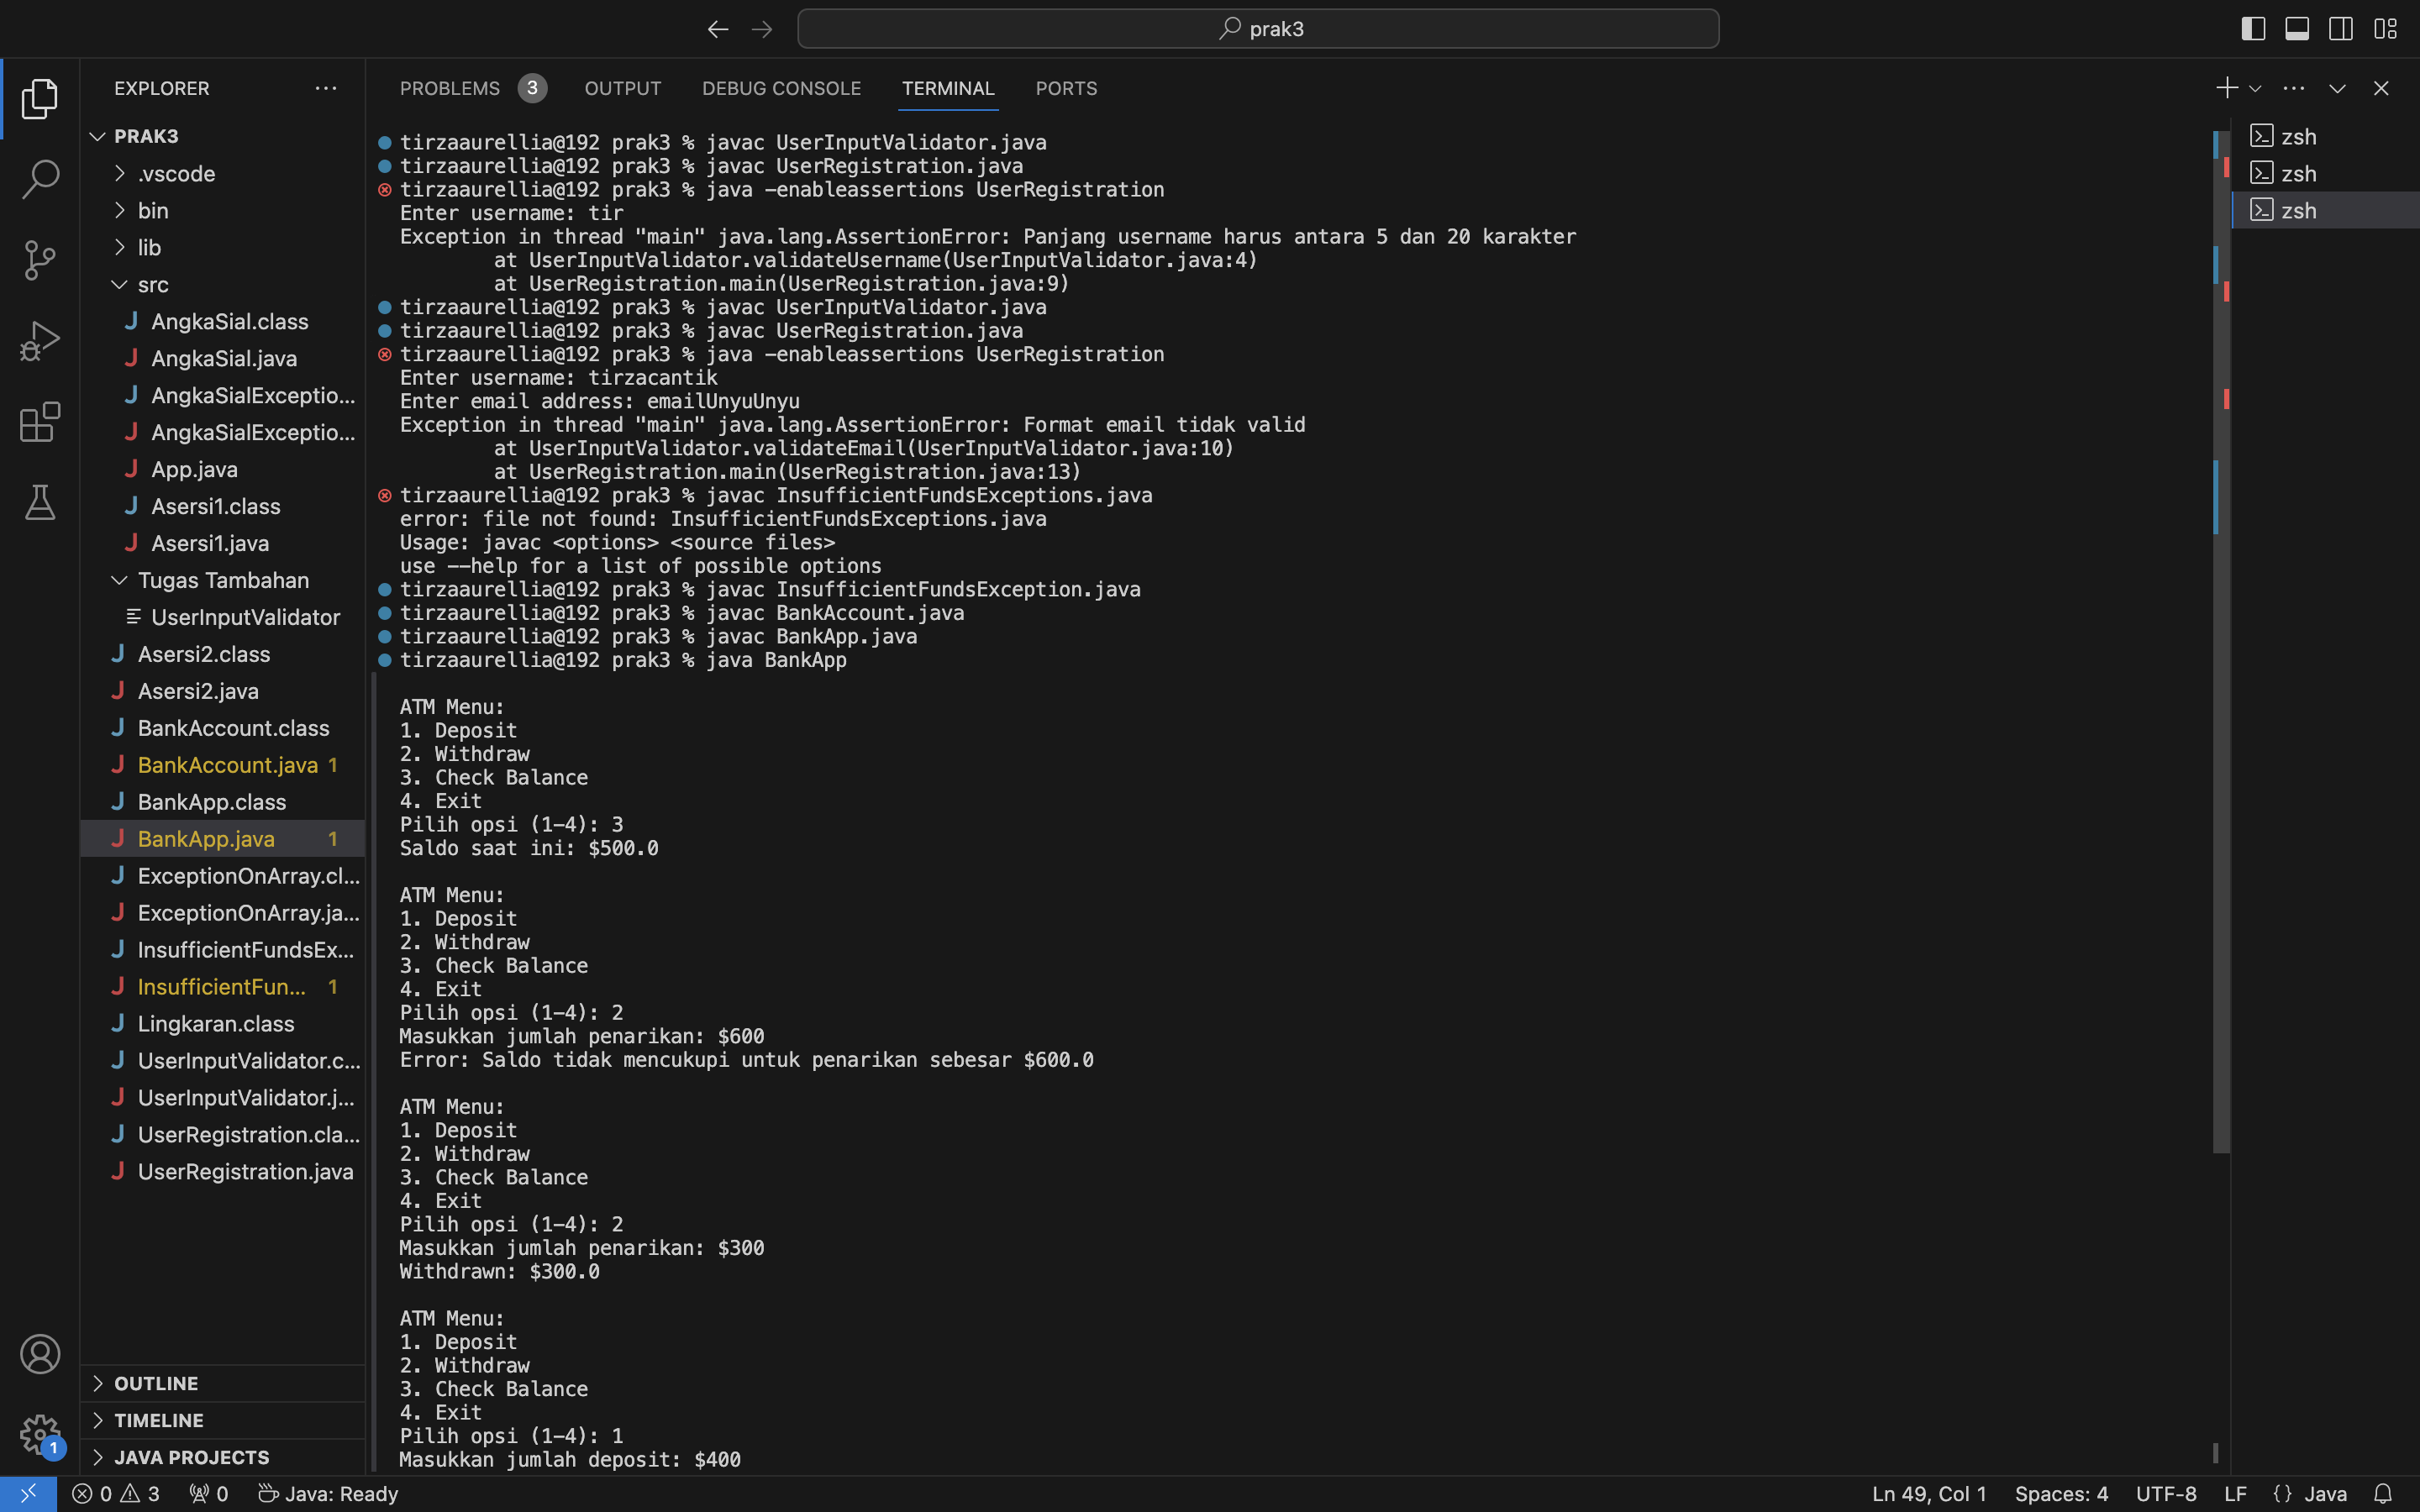 prak3
EXPLORER
PRAK3
.vscode
bin
lib
src
AngkaSial.class
AngkaSial.java
AngkaSialExceptio...
AngkaSialExceptio...
App.java
Asersi1.class
Asersi1.java
Tugas Tambahan
UserInputValidator
Asersi2.class
Asersi2.java
BankAccount.class
BankAccount.java 1
BankApp.class
BankApp.java 1
ExceptionOnArray.cl...
ExceptionOnArray.ja...
InsufficientFundsEx...
InsufficientFun... 1
Lingkaran.class
UserInputValidator.c...
UserInputValidator.j...
UserRegistration.cla...
UserRegistration.java
OUTLINE
TIMELINE
JAVA PROJECTS
1
PROBLEMS 3 OUTPUT DEBUG CONSOLE TERMINAL PORTS
tirzaaurellia@192 prak3 % javac UserInputValidator.java
tirzaaurellia@192 prak3 % javac UserRegistration.java
tirzaaurellia@192 prak3 % java -enableassertions UserRegistration
Enter username: tir
Exception in thread "main" java.lang.AssertionError: Panjang username harus antara 5 dan 20 karakter
at UserInputValidator.validateUsername(UserInputValidator.java:4)
at UserRegistration.main(UserRegistration.java:9)
tirzaaurellia@192 prak3 % javac UserInputValidator.java
tirzaaurellia@192 prak3 % javac UserRegistration.java
tirzaaurellia@192 prak3 % java -enableassertions UserRegistration
Enter username: tirzacantik
Enter email address: emailUnyuUnyu
Exception in thread "main" java.lang.AssertionError: Format email tidak valid
at UserInputValidator.validateEmail(UserInputValidator.java:10)
at UserRegistration.main(UserRegistration.java:13)
tirzaaurellia@192 prak3 % javac InsufficientFundsExceptions.java
error: file not found: InsufficientFundsExceptions.java
Usage: javac <options> <source files>
use --help for a list of possible options
tirzaaurellia@192 prak3 % javac InsufficientFundsException.java
tirzaaurellia@192 prak3 % javac BankAccount.java
tirzaaurellia@192 prak3 % javac BankApp.java
tirzaaurellia@192 prak3 % java BankApp
ATM Menu:
1. Deposit
2. Withdraw
3. Check Balance
4. Exit
Pilih opsi (1-4): 3
Saldo saat ini: $500.0
ATM Menu:
1. Deposit
2. Withdraw
3. Check Balance
4. Exit
Pilih opsi (1-4): 2
Masukkan jumlah penarikan: $600
Error: Saldo tidak mencukupi untuk penarikan sebesar $600.0
ATM Menu:
1. Deposit
2. Withdraw
3. Check Balance
4. Exit
Pilih opsi (1-4): 2
Masukkan jumlah penarikan: $300
Withdrawn: $300.0
ATM Menu:
1. Deposit
2. Withdraw
3. Check Balance
4. Exit
Pilih opsi (1-4): 1
Masukkan jumlah deposit: $400
zsh
zsh
zsh
0 3 0 Java: Ready Ln 49, Col 1 Spaces: 4 UTF-8 LF {} Java